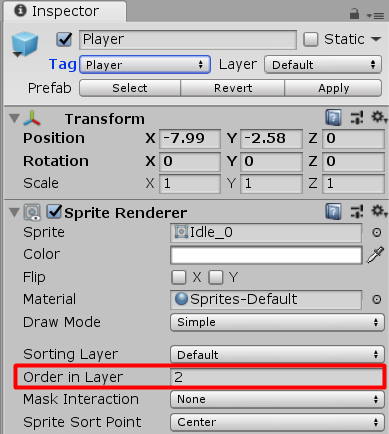 Inspector
Player Static
Tag Player Layer Default
Prefab Select Revert Apply
Transform
Position X -7.99 Y -2.58 Z 0
Rotation X 0 Y 0 Z 0
Scale X 1 Y 1 Z 1
Sprite Renderer
Sprite Idle_0
Color
Flip X Y
Material Sprites-Default
Draw Mode Simple
Sorting Layer Default
Order in Layer 2
Mask Interaction None
Sprite Sort Point Center